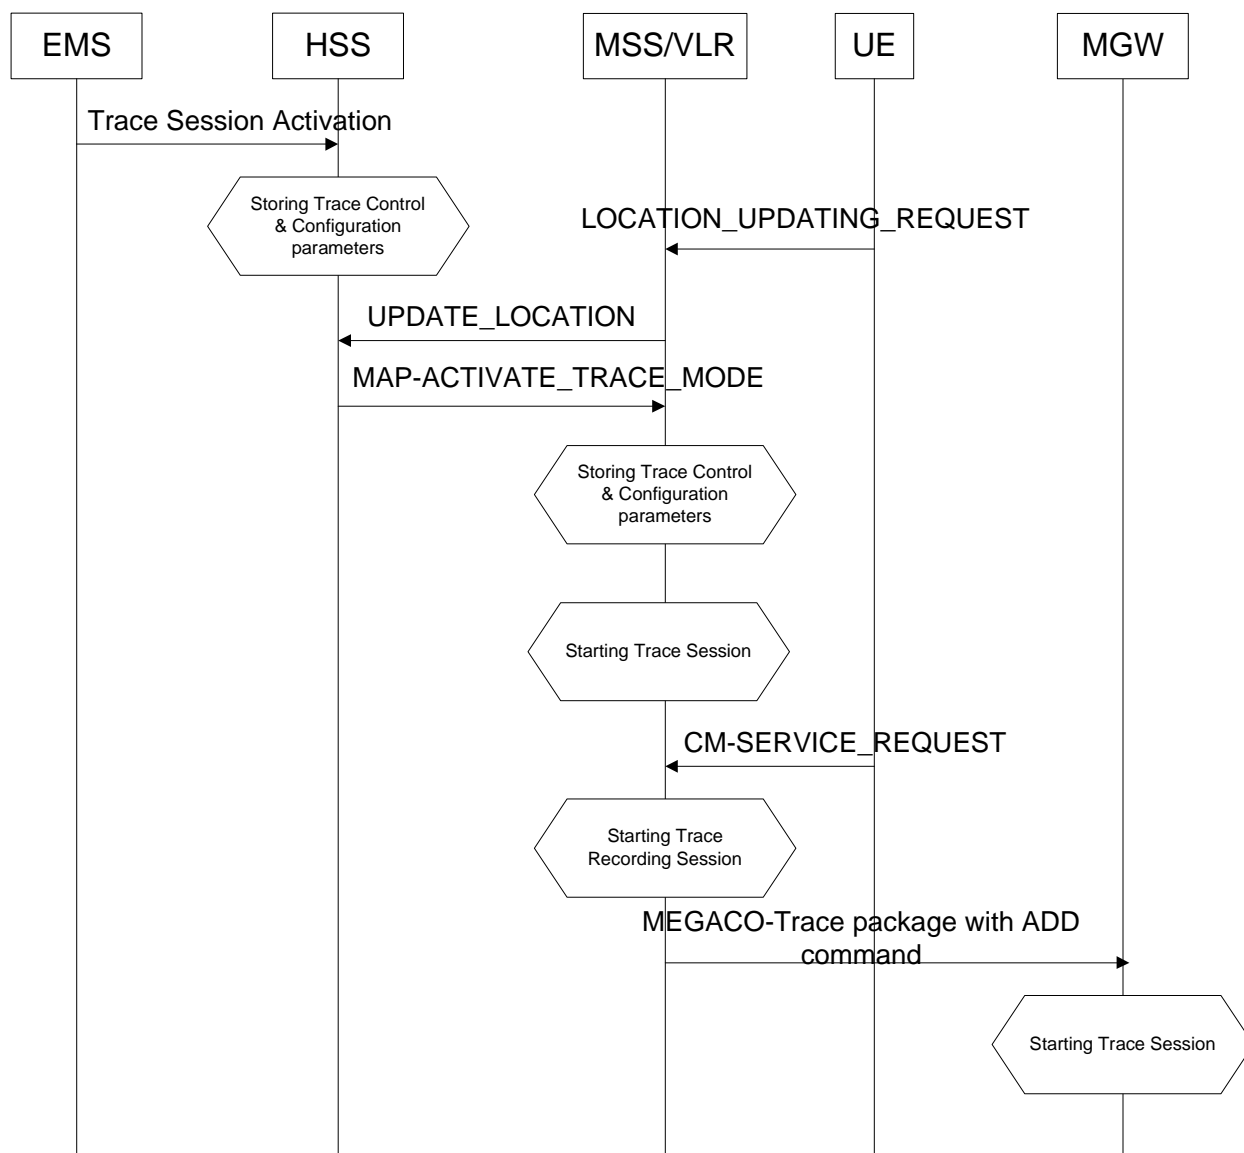 EMS
HSS
MSS/VLR
UE
MGW
Trace Session Activation
Storing Trace Control
& Configuration
parameters
LOCATION_UPDATING_REQUEST
UPDATE_LOCATION
MAP-ACTIVATE_TRACE_MODE
Storing Trace Control
& Configuration
parameters
Starting Trace Session
CM-SERVICE_REQUEST
Starting Trace
Recording Session
MEGACO-Trace package with ADD
command
Starting Trace Session